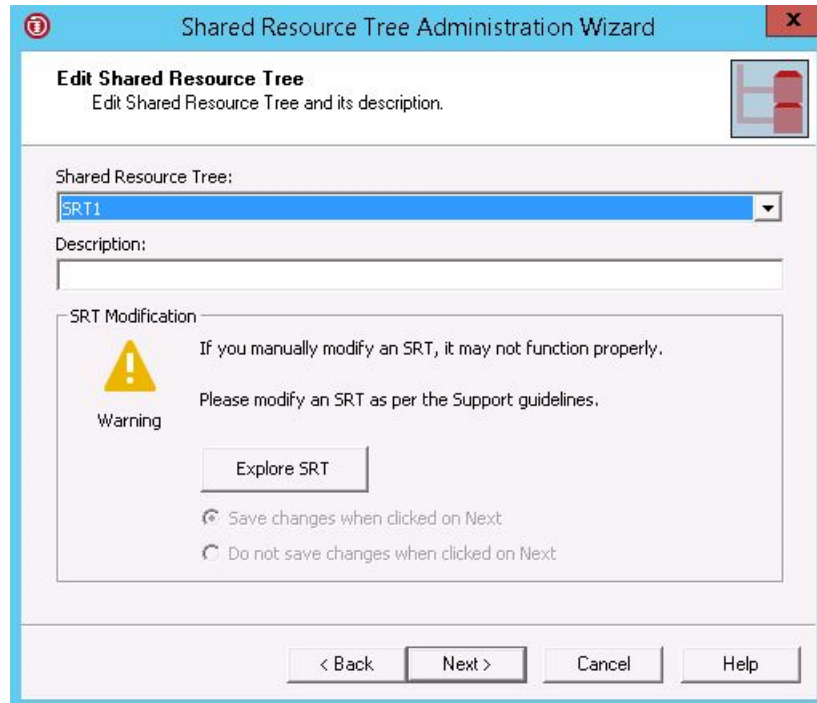 Shared Resource Tree Administration Wizard
x
Edit Shared Resource Tree
Edit Shared Resource Tree and its description.
Shared Resource Tree:
SRT1
Description:
SRT Modification
If you manually modify an SRT, it may not function properly.
Please modify an SRT as per the Support guidelines.
Warning
Explore SRT
Save changes when clicked on Next
Do not save changes when clicked on Next
< Back Next > Cancel Help